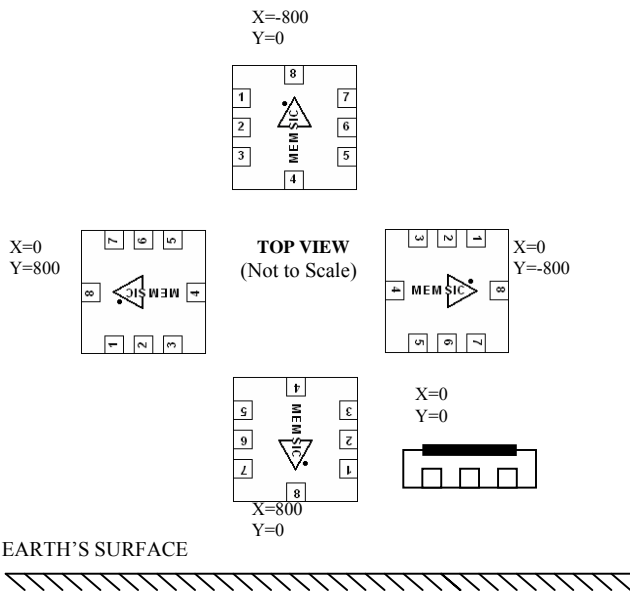 X=-800
Y=0
8
1
7
2
6
3
5
4
MEMSIC
X=0
Y=800
7 6 5
8
4
MEMSIC
1 2 3
TOP VIEW
(Not to Scale)
3 2 1
4
8
MEMSIC
5 6 7
X=0
Y=-800
4
5
3
6
2
7
1
8
MEMSIC
X=800
Y=0
X=0
Y=0
EARTH'S SURFACE